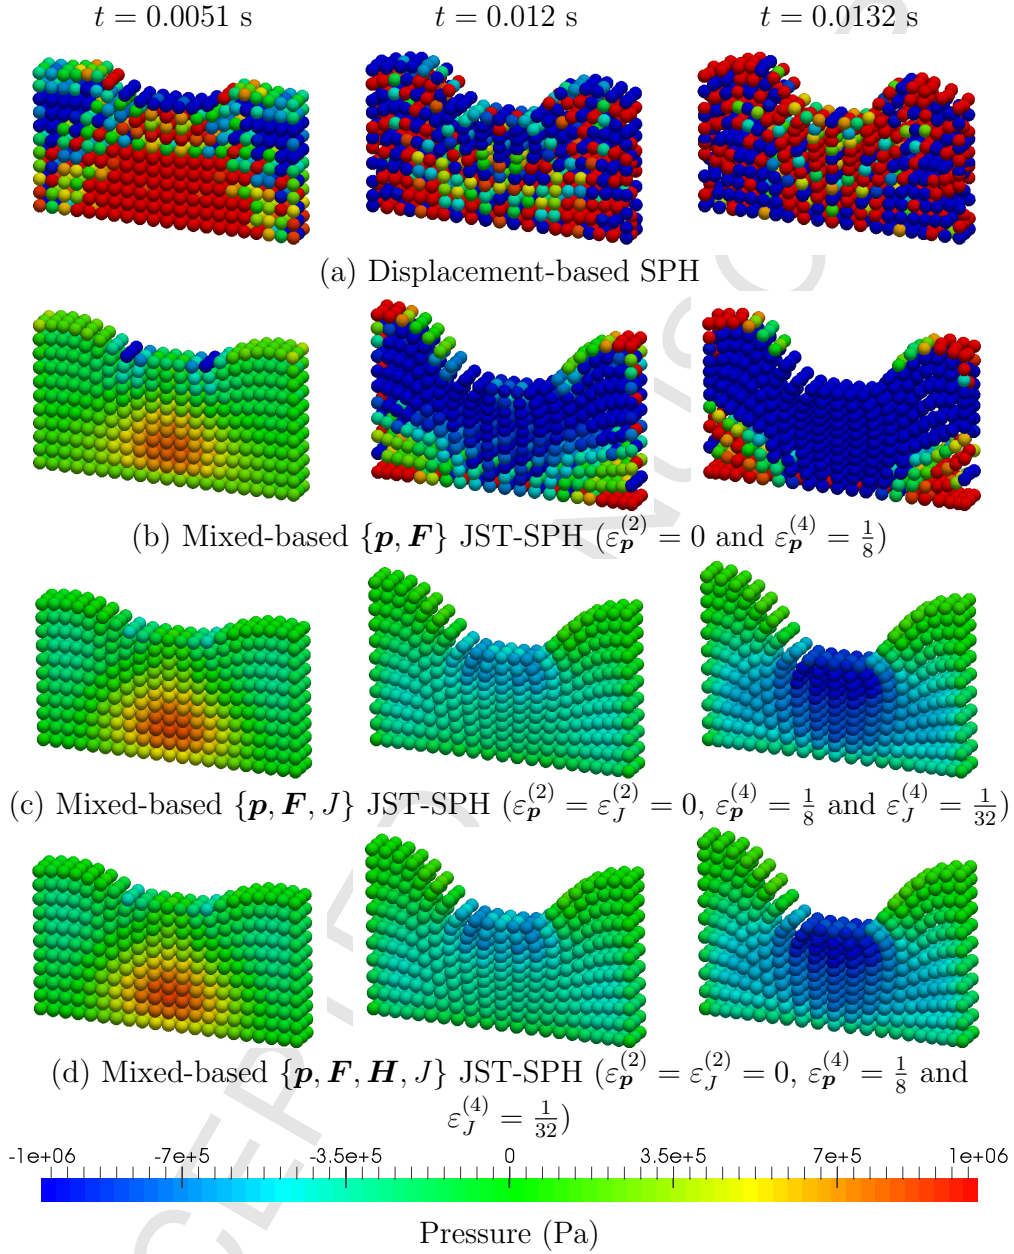 t = 0.0051 s t = 0.012 s t = 0.0132 s
(a) Displacement-based SPH
(b) Mixed-based {p, F} JST-SPH (ε_p^(2) = 0 and ε_p^(4) = 1/8)
(c) Mixed-based {p, F, J} JST-SPH (ε_p^(2) = ε_J^(2) = 0, ε_p^(4) = 1/8 and ε_J^(4) = 1/32)
(d) Mixed-based {p, F, H, J} JST-SPH (ε_p^(2) = ε_J^(2) = 0, ε_p^(4) = 1/8 and
ε_J^(4) = 1/32)
-1e+06 -7e+5 -3.5e+5 0 3.5e+5 7e+5 1e+06
Pressure (Pa)